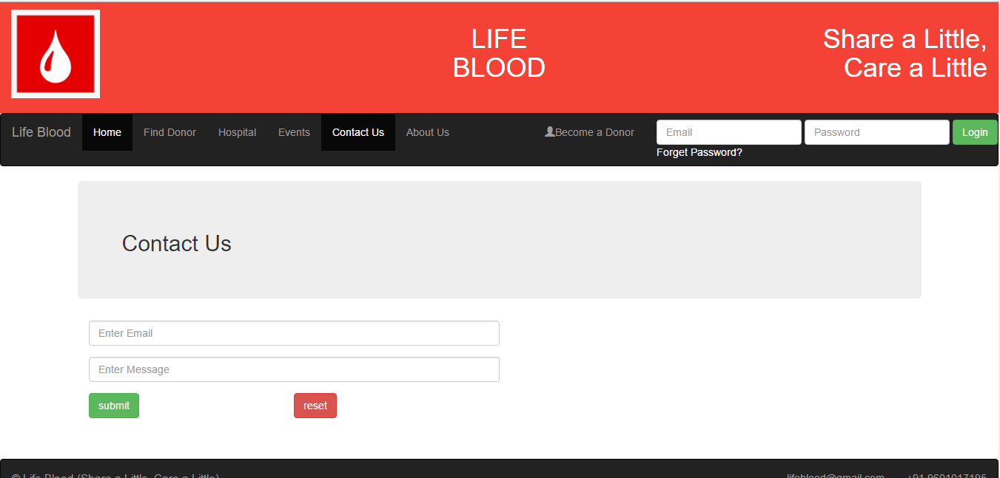 LIFE
BLOOD
Share a Little,
Care a Little
Life Blood Home Find Donor Hospital Events Contact Us About Us Become a Donor Email Password Login
Forget Password?
Contact Us
Enter Email
Enter Message
submit reset
© Life Blood (Share a Little, Care a Little) lifeblood@gmail.com +91 9601017195